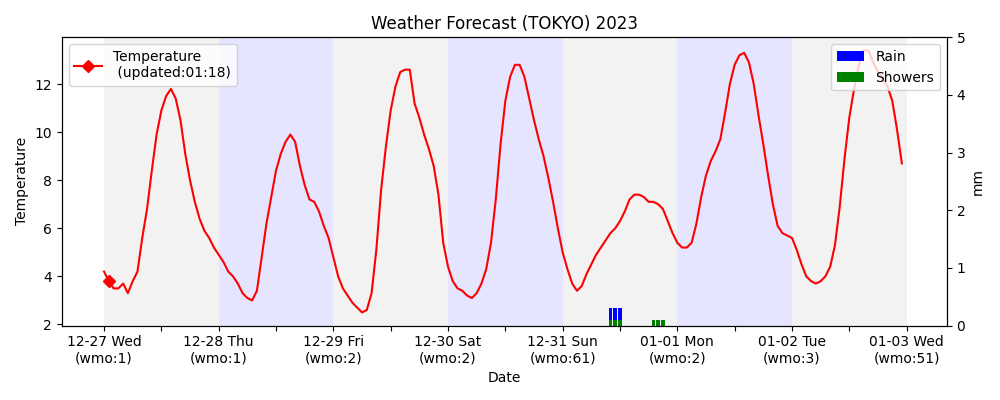 Weather Forecast (TOKYO) 2023
Temperature
(updated:01:18)
Rain
Showers
Temperature
12
10
8
6
4
2
5
4
3
2
1
0
mm
12-27 Wed
(wmo:1)
12-28 Thu
(wmo:1)
12-29 Fri
(wmo:2)
12-30 Sat
(wmo:2)
12-31 Sun
(wmo:61)
01-01 Mon
(wmo:2)
01-02 Tue
(wmo:3)
01-03 Wed
(wmo:51)
Date